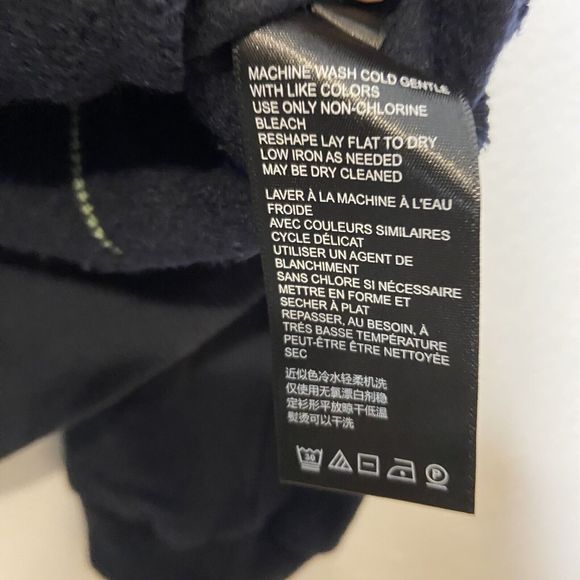 MACHINE WASH COLD GENTLE
WITH LIKE COLORS
USE ONLY NON-CHLORINE
BLEACH
RESHAPE LAY FLAT TO DRY
LOW IRON AS NEEDED
MAY BE DRY CLEANED
LAVER À LA MACHINE À L'EAU
FROIDE
AVEC COULEURS SIMILAIRES
CYCLE DÉLICAT
UTILISER UN AGENT DE
BLANCHIMENT
SANS CHLORE SI NÉCESSAIRE
METTRE EN FORME ET
SECHER À PLAT
REPASSER, AU BESOIN, À
TRÉS BASSE TEMPÉRATURE
PEUT-ÊTRE ÊTRE NETTOYÉE
SEC
近似色冷水轻柔机洗
仅使用无氯漂白剂稳
定衫形平放晾干低温
熨烫可以干洗
30
P